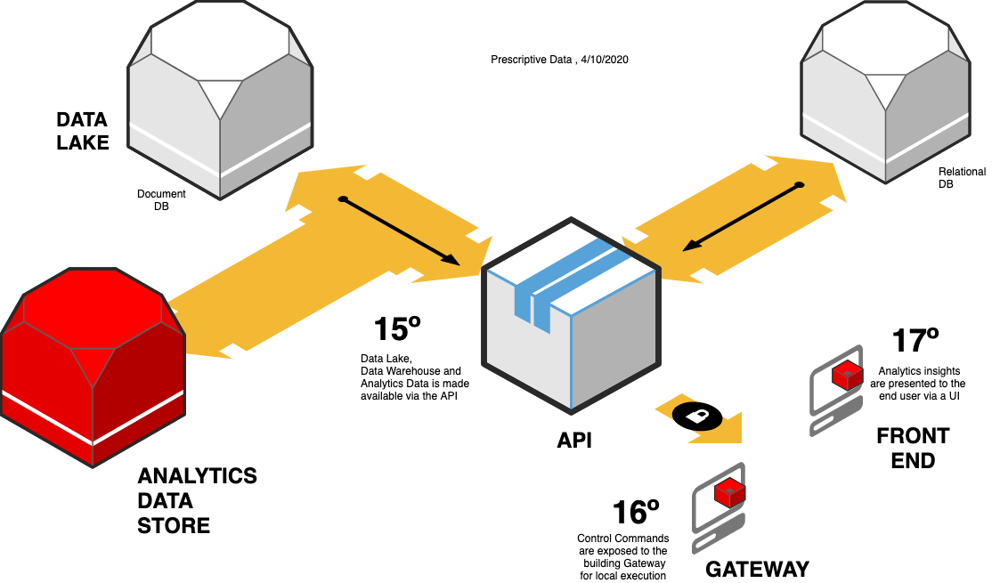 Prescriptive Data , 4/10/2020
DATA
LAKE
Document
DB
Relational
DB
15º
Data Lake,
Data Warehouse and
Analytics Data is made
available via the API
17º
Analytics insights
are presented to the
end user via a UI
FRONT
END
API
ANALYTICS
DATA
STORE
16º
Control Commands
are exposed to the
building Gateway
for local execution
GATEWAY